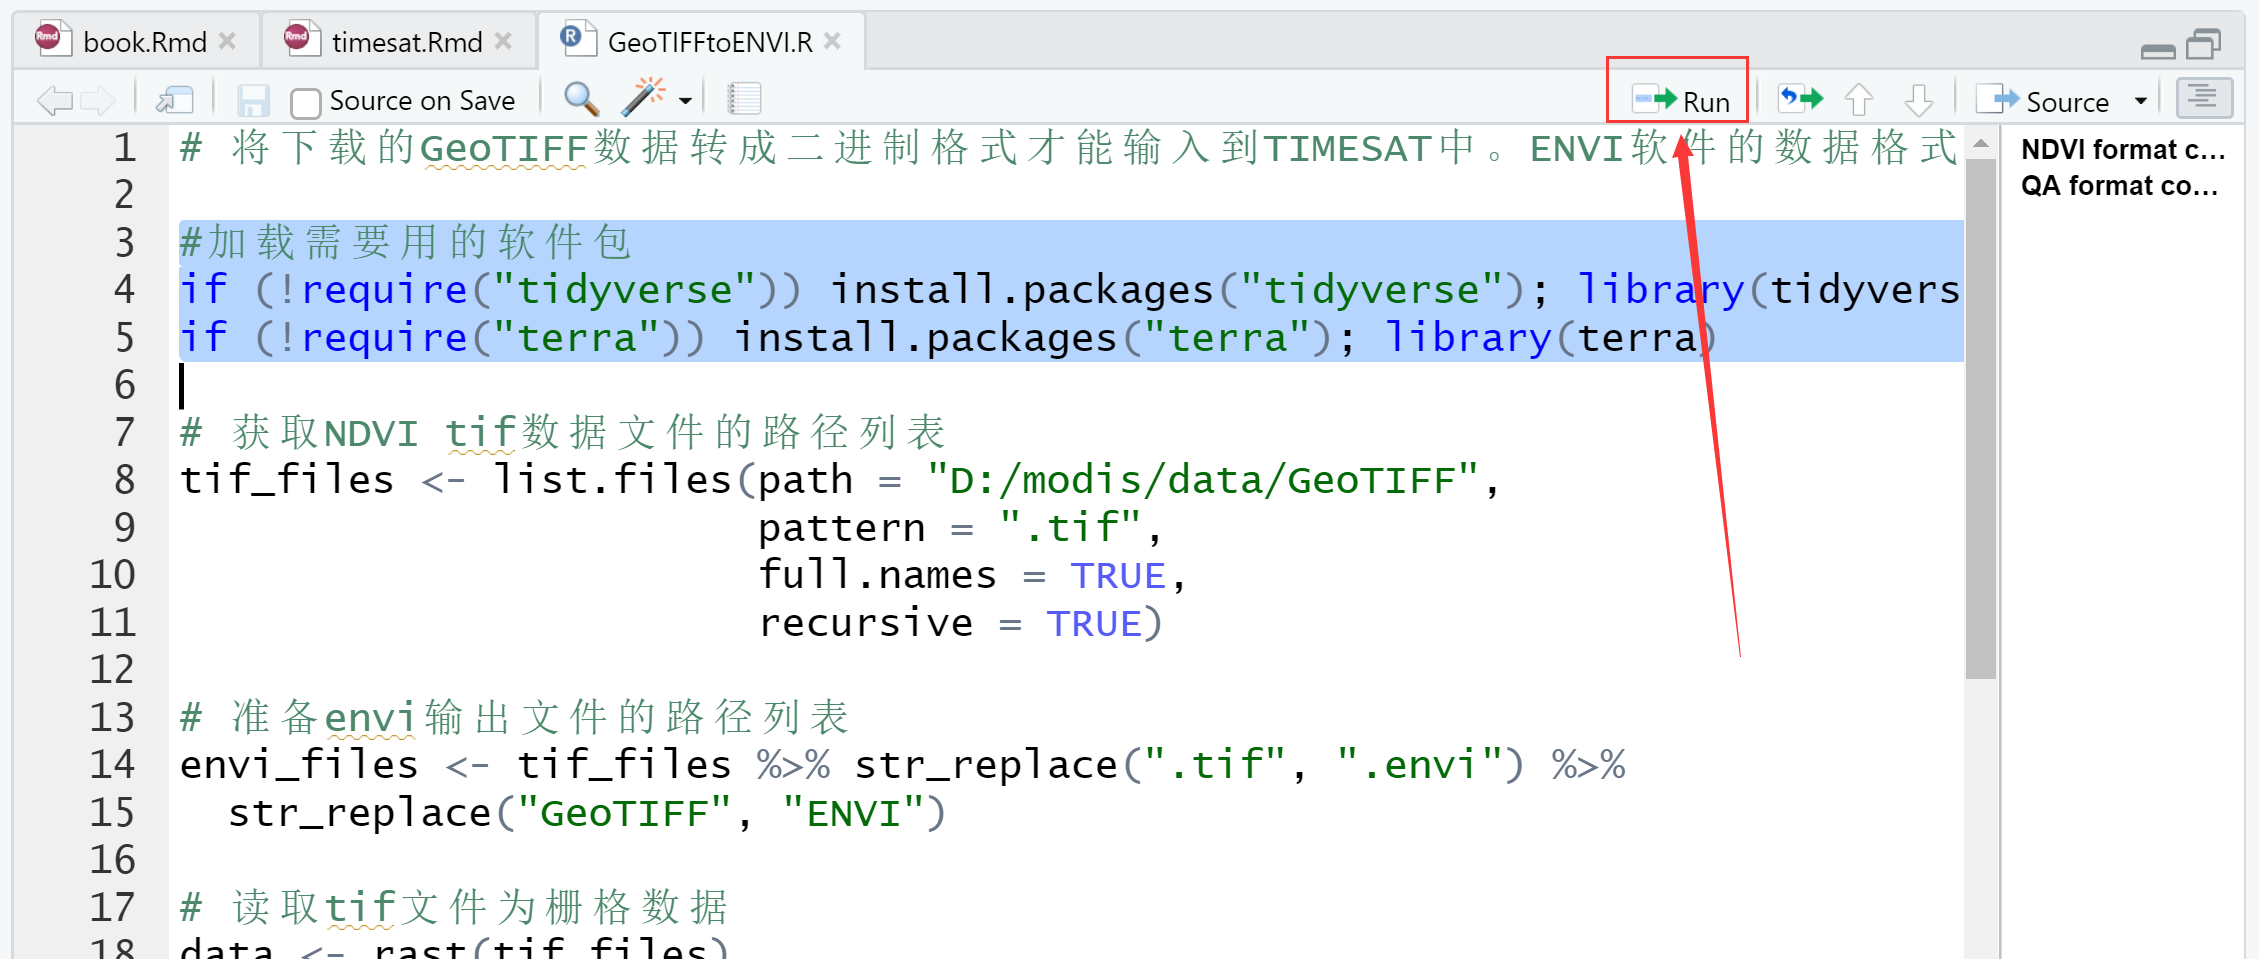 book.Rmd
timesat.Rmd
GeoTIFFtoENVI.R
Source on Save
Run
Source
1 # 将下载的GeoTIFF数据转成二进制格式才能输入到TIMESAT中。ENVI软件的数据格式
2
3 #加载需要用的软件包
4 if (!require("tidyverse")) install.packages("tidyverse"); library(tidyvers
5 if (!require("terra")) install.packages("terra"); library(terra)
6
7 # 获取NDVI tif数据文件的路径列表
8 tif_files <- list.files(path = "D:/modis/data/GeoTIFF",
9 pattern = ".tif",
10 full.names = TRUE,
11 recursive = TRUE)
12
13 # 准备envi输出文件的路径列表
14 envi_files <- tif_files %>% str_replace(".tif", ".envi") %>%
15 str_replace("GeoTIFF", "ENVI")
16
17 # 读取tif文件为栅格数据
18 data <- rast(tif_files)
NDVI format c...
QA format co...